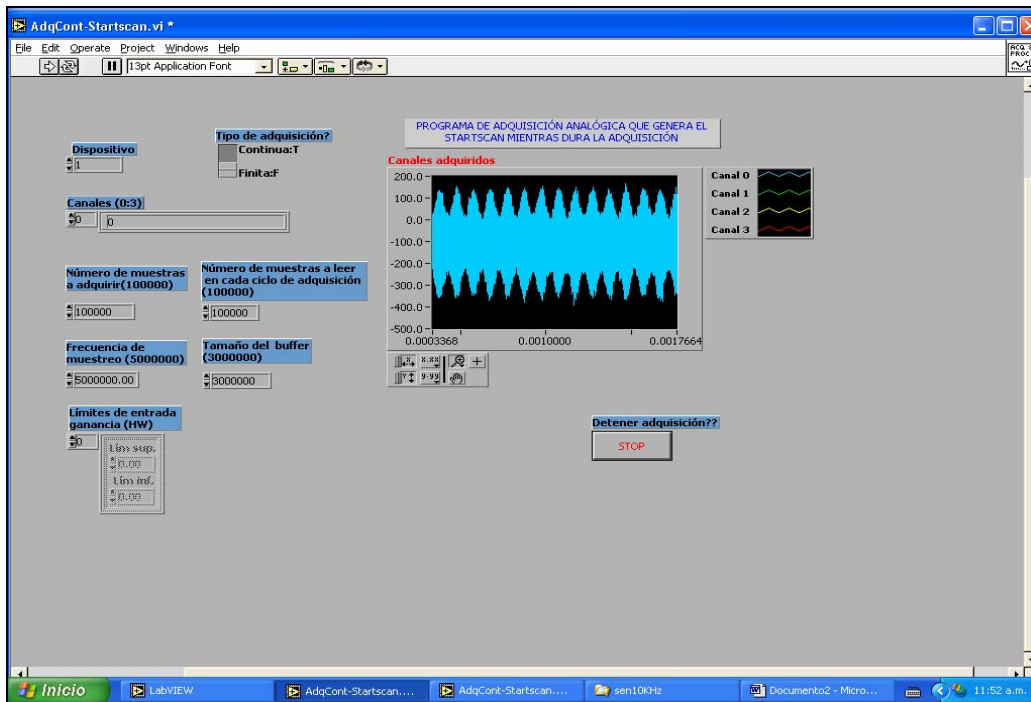 AdqCont-Startscan.vi *
File Edit Operate Project Windows Help
13pt Application Font
ACQ
PROC
PROGRAMA DE ADQUISICIÓN ANALÓGICA QUE GENERA EL
STARTSCAN MIENTRAS DURA LA ADQUISICIÓN
Dispositivo
1
Tipo de adquisición?
Continua:T
Finita:F
Canales (0:3)
0
0
Número de muestras
a adquirir(100000)
100000
Número de muestras a leer
en cada ciclo de adquisición
(100000)
100000
Frecuencia de
muestreo (5000000)
5000000.00
Tamaño del buffer
(3000000)
3000000
Límites de entrada
ganancia (HW)
0
Lím sup.
0.00
Lím inf.
0.00
Canales adquiridos
200.0
100.0
0.0
-100.0
-200.0
-300.0
-400.0
-500.0
0.0003368 0.0010000 0.0017664
Canal 0
Canal 1
Canal 2
Canal 3
X.XX
Y.YY
Detener adquisición??
STOP
Inicio
LabVIEW
AdqCont-Startscan....
AdqCont-Startscan....
sen10KHz
Documento2 - Micro...
11:52 a.m.